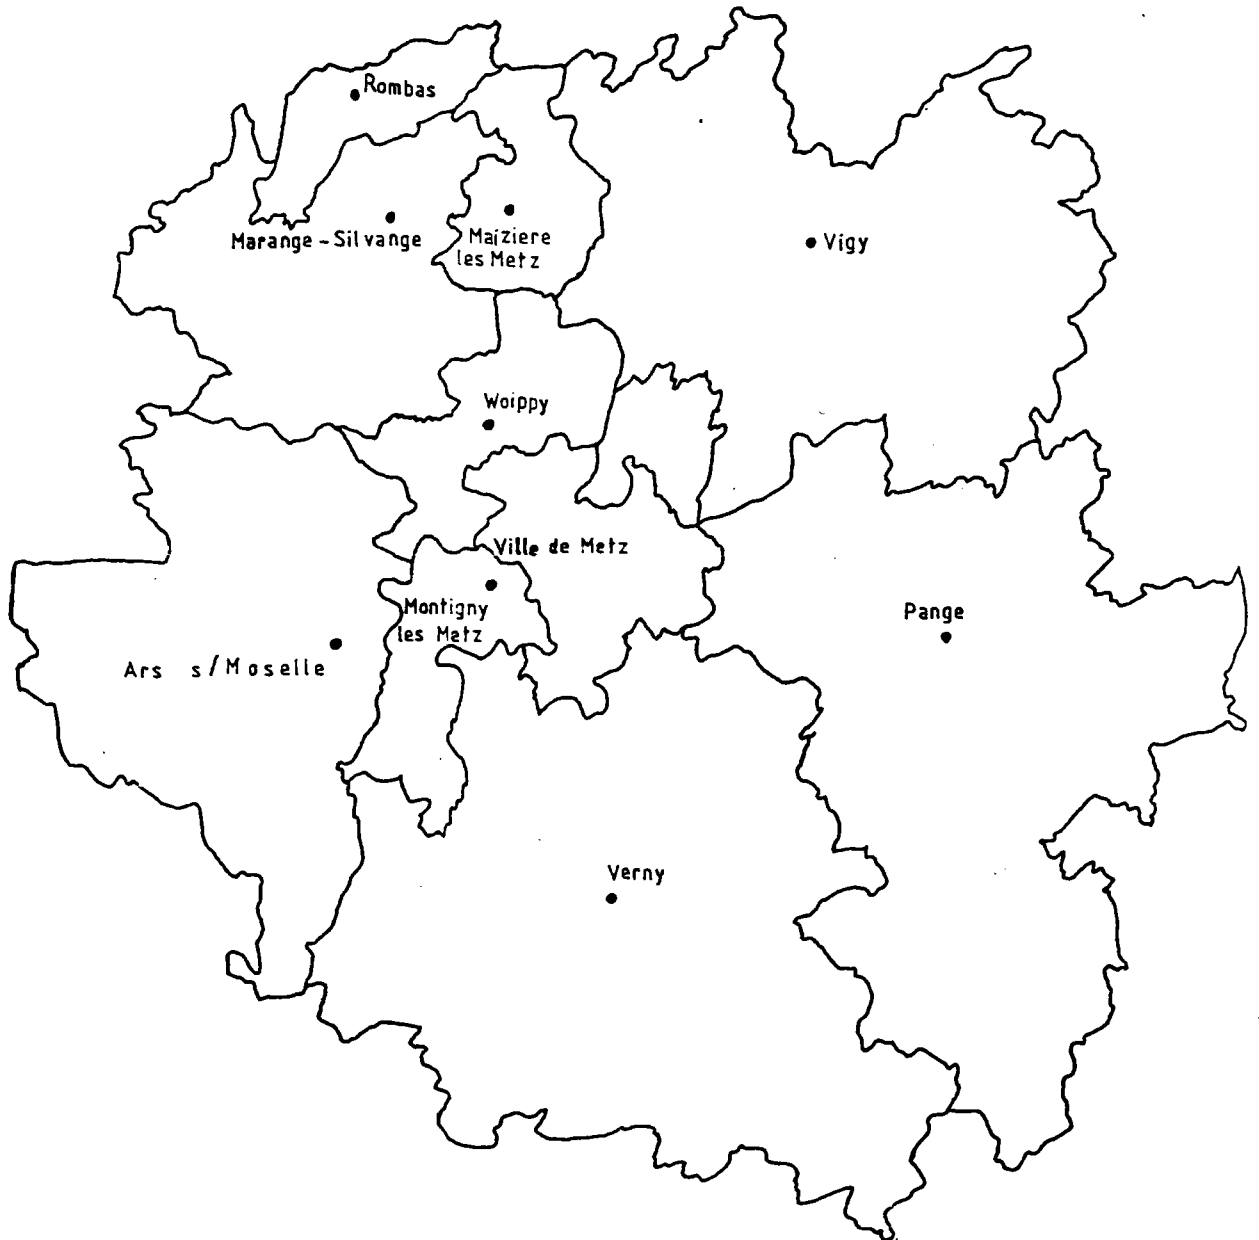 Rombas
Marange-Silvange
Maiziere
les Metz
Vigy
Woippy
Ville de Metz
Montigny
les Metz
Pange
Ars s/Moselle
Verny